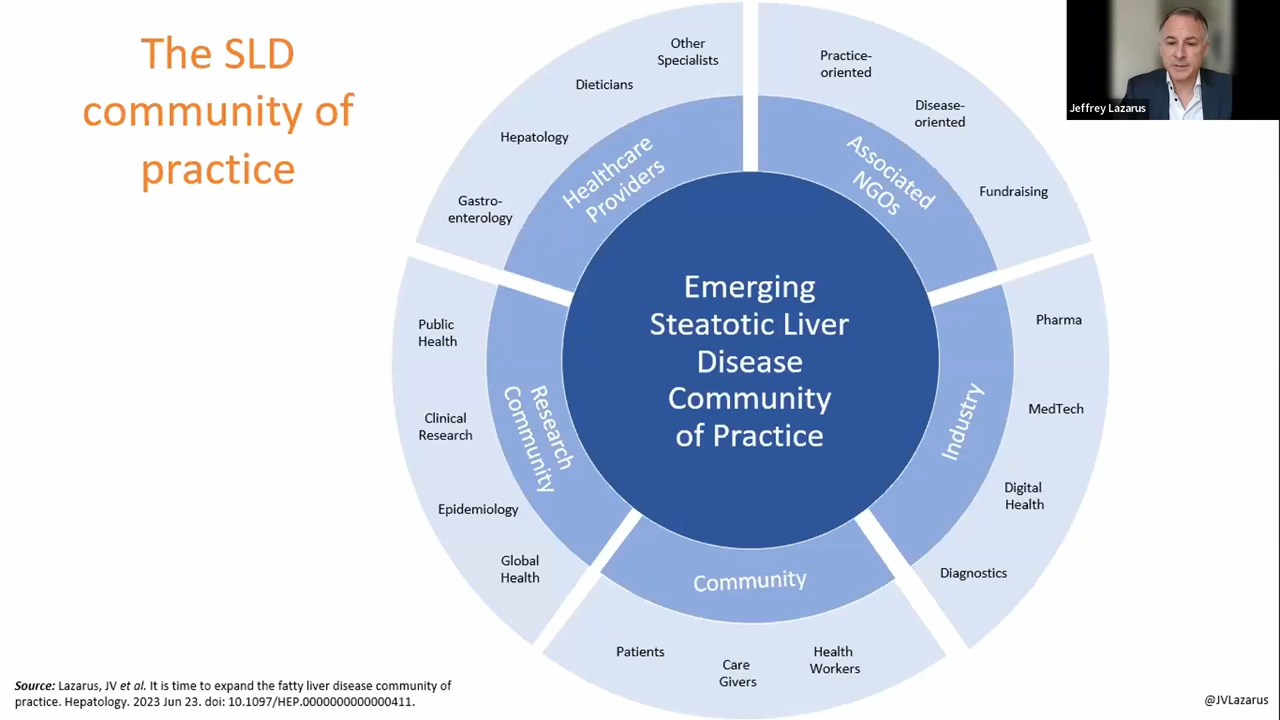 The SLD
community of
practice
Other
Specialists
Dieticians
Hepatology
Gastro-
enterology
Healthcare
Providers
Practice-
oriented
Disease-
oriented
Fundraising
Associated
NGOs
Jeffrey Lazarus
Emerging
Steatotic Liver
Disease
Community
of Practice
Public
Health
Clinical
Research
Epidemiology
Global
Health
Research
Community
Pharma
MedTech
Digital
Health
Diagnostics
Industry
Community
Patients
Care
Givers
Health
Workers
Source: Lazarus, JV et al. It is time to expand the fatty liver disease community of
practice. Hepatology. 2023 Jun 23. doi: 10.1097/HEP.0000000000000411.
@JVLazarus